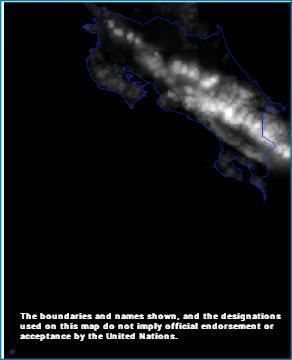 The boundaries and names shown, and the designations
used on this map do not imply official endorsement or
acceptance by the United Nations.